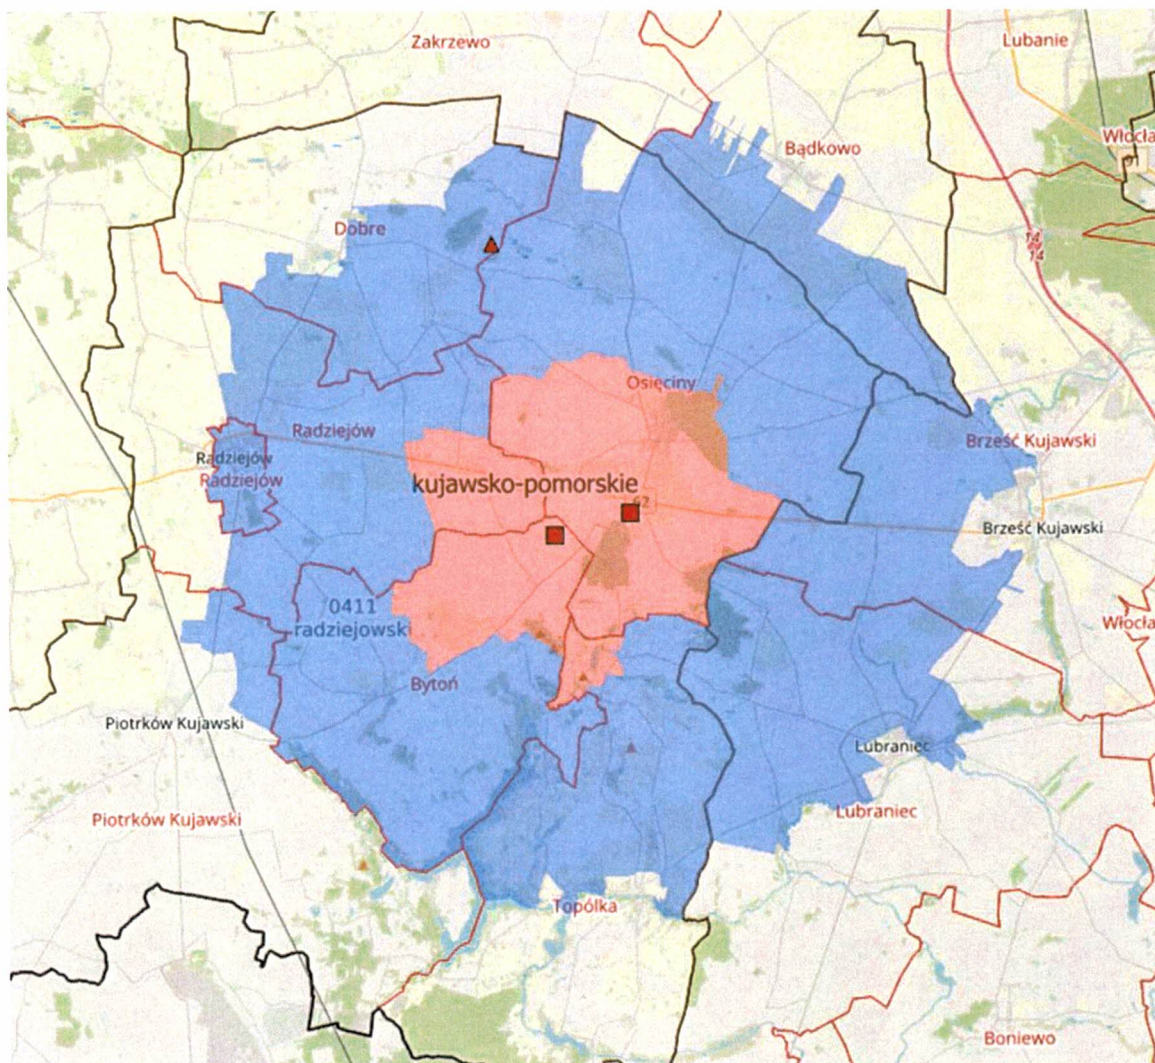 Zakrzewo
Lubanie
Włocła
Bądkowo
Dobre
14
14
Osięciny
Radziejów
Brześć Kujawski
Radziejów
Radziejów
kujawsko-pomorskie
62
Brześć Kujawski
0411
radziejowski
Włocła
Bytoń
Piotrków Kujawski
Lubraniec
Piotrków Kujawski
Lubraniec
Topólka
Boniewo